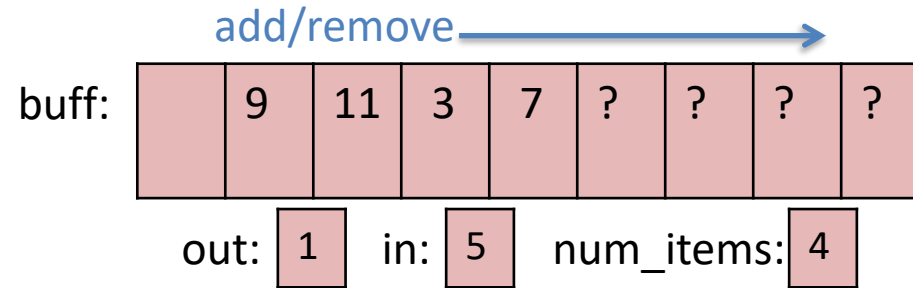 add/remove
buff: 9 11 3 7 ? ? ? ?
out: 1 in: 5 num_items: 4